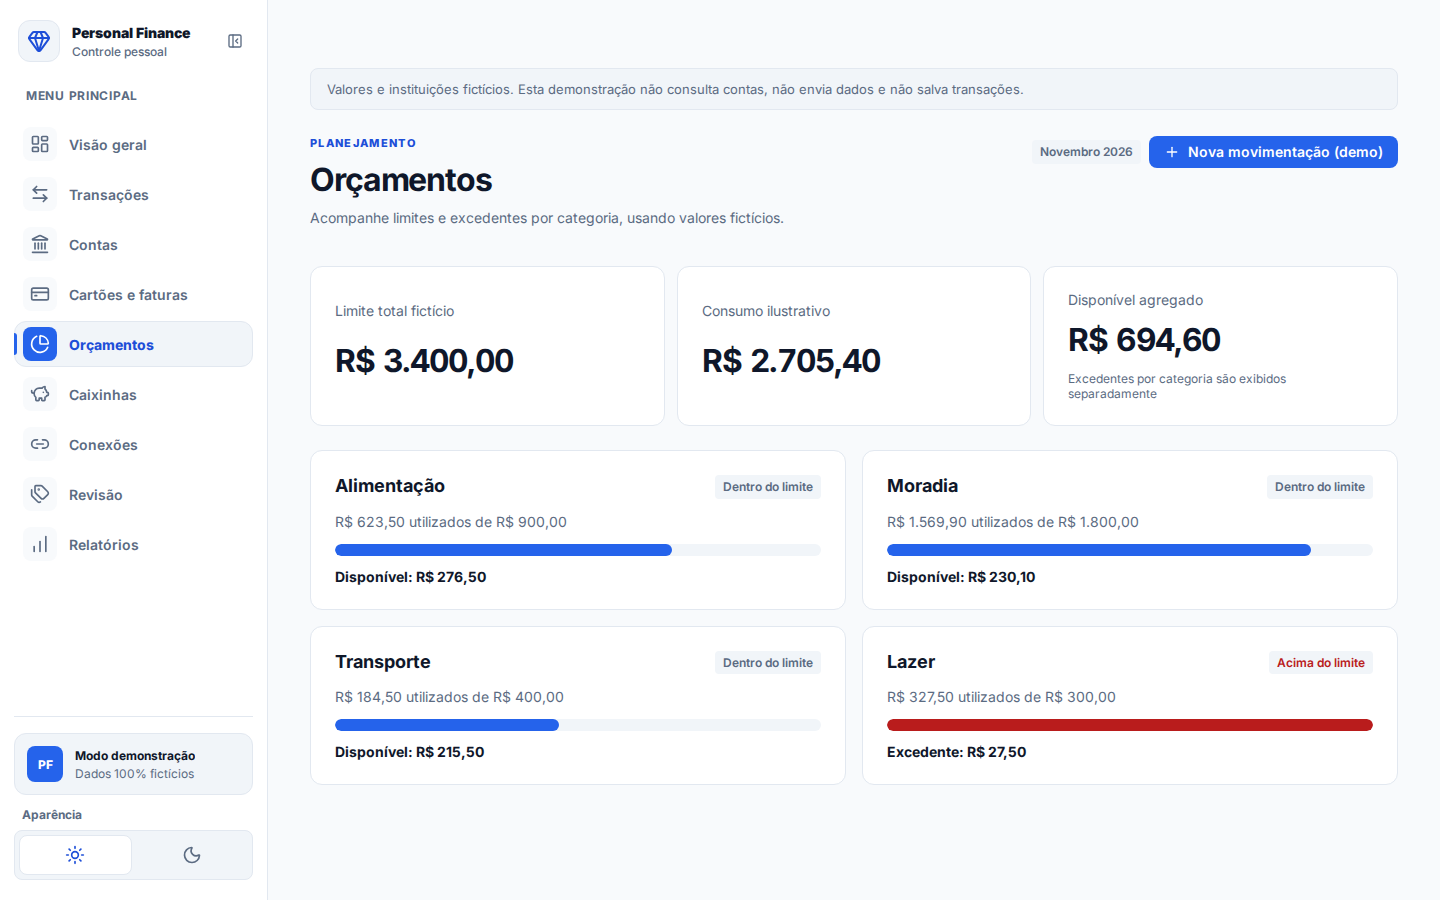 Personal Finance
Controle pessoal
MENU PRINCIPAL
Visão geral
Transações
Contas
Cartões e faturas
Orçamentos
Caixinhas
Conexões
Revisão
Relatórios
PF
Modo demonstração
Dados 100% fictícios
Aparência
Valores e instituições fictícios. Esta demonstração não consulta contas, não envia dados e não salva transações.
PLANEJAMENTO
Orçamentos
Acompanhe limites e excedentes por categoria, usando valores fictícios.
Novembro 2026
Nova movimentação (demo)
Limite total fictício
R$ 3.400,00
Consumo ilustrativo
R$ 2.705,40
Disponível agregado
R$ 694,60
Excedentes por categoria são exibidos
separadamente
Alimentação
Dentro do limite
R$ 623,50 utilizados de R$ 900,00
Disponível: R$ 276,50
Moradia
Dentro do limite
R$ 1.569,90 utilizados de R$ 1.800,00
Disponível: R$ 230,10
Transporte
Dentro do limite
R$ 184,50 utilizados de R$ 400,00
Disponível: R$ 215,50
Lazer
Acima do limite
R$ 327,50 utilizados de R$ 300,00
Excedente: R$ 27,50